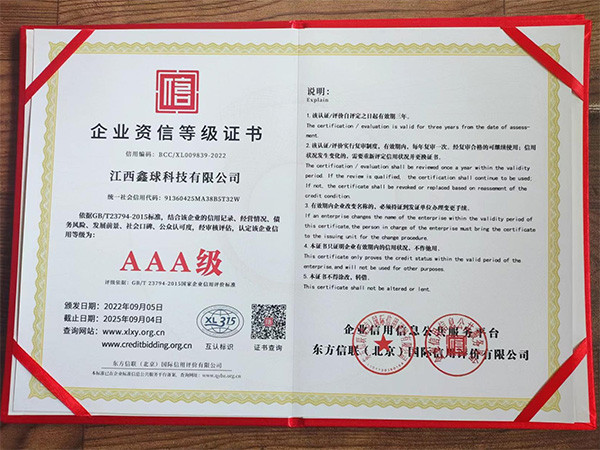 信
企业资信等级证书
信用编码：BCC/XL009839-2022
江西鑫球科技有限公司
统一社会信用代码：91360425MA38B5T32W
依据GB/T23794-2015标准，结合该企业的信用记录、经营情况、债
务风险、发展前景、社会口碑、公众认可度，经审核评估，认定该企业信
用等级为：
AAA级
评估依据：GB/T 23794-2015国家企业信用评价标准
颁发日期：2022年09月05日
截止日期：2025年09月04日
查询网站：www.xlxy.org.cn
www.creditbidding.org.cn
XL315
互认标识
证书查询
东方信联（北京）国际信用评价有限公司
说明：
Explain
1.该认证/评价自评定之日起有效期三年。
The certification / evaluation is valid for three years from the date of assess-
ment.
2.该认证/评价实行复审制度，有效期内，每年复审一次。经复审合格的可继续使用；信
用状况发生变化的，需要重新评定信用状况并更换证书。
The certification / evaluation shall be reviewed once a year within the validity
period. If the review is qualified, the certification shall continue to be used;
If not, the certificate shall be revoked or replaced based on reassement of the
credit condition.
3.有效期内企业改变名称的，必须持证到发证单位办理变更手续。
If an enterprise changes the name of the enterprise within the validity period of
this certificate,the person in charge of the enterprise must bring the certificate
to the issuing unit for the change procedure.
4.本证书只证明企业有效期内的信用状况，不作他用。
This certificate only proves the credit status within the valid period of the
enterprise,and will not be used for other purposes.
5.本证书不得涂改、转借。
This certificate shall not be altered or lent.
企业信用信息公共服务平台
东方信联（北京）国际信用评价有限公司